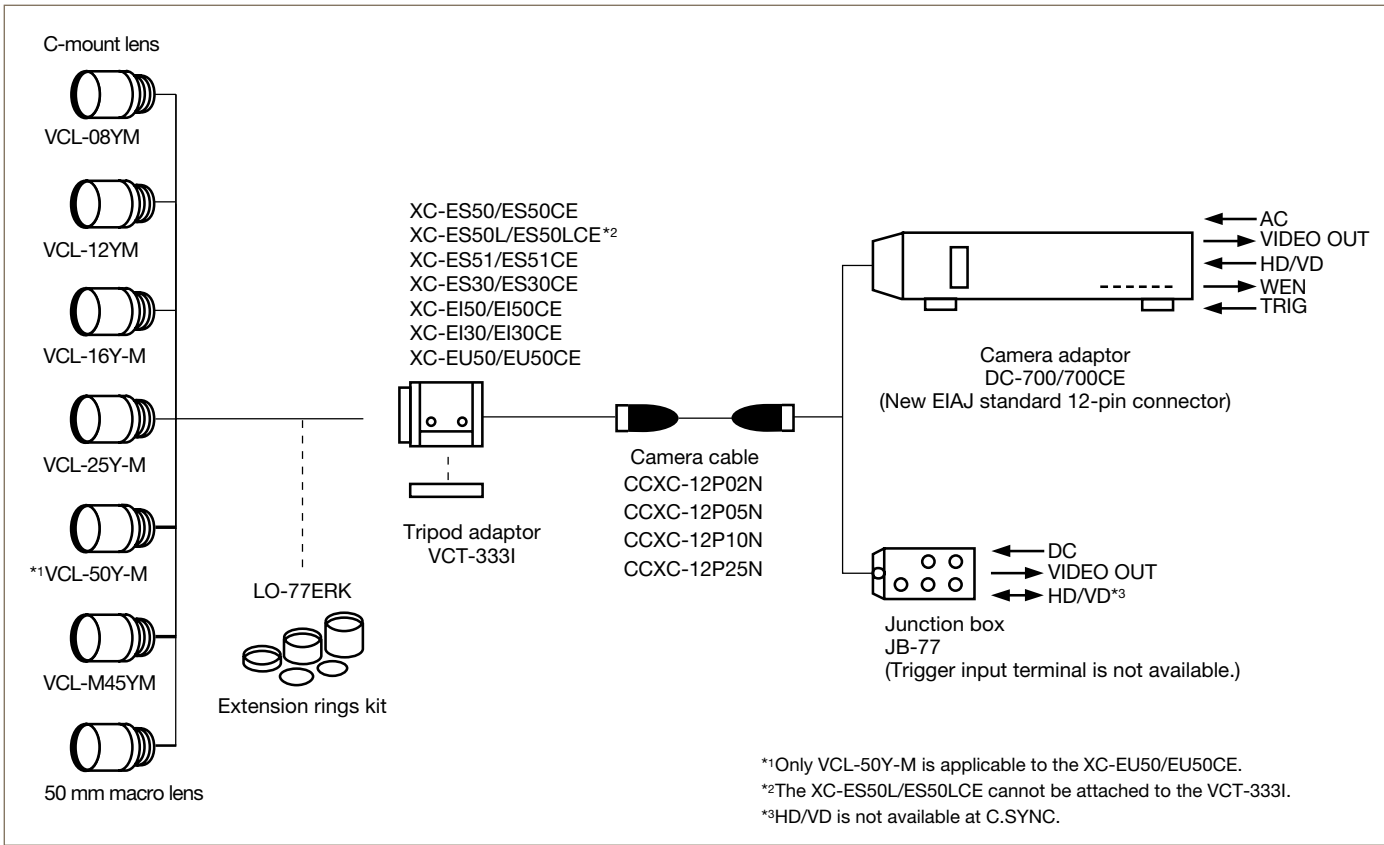 C-mount lens
VCL-08YM
VCL-12YM
VCL-16Y-M
VCL-25Y-M
*1VCL-50Y-M
VCL-M45YM
50 mm macro lens
LO-77ERK
Extension rings kit
XC-ES50/ES50CE
XC-ES50L/ES50LCE*2
XC-ES51/ES51CE
XC-ES30/ES30CE
XC-EI50/EI50CE
XC-EI30/EI30CE
XC-EU50/EU50CE
Tripod adaptor
VCT-333I
Camera cable
CCXC-12P02N
CCXC-12P05N
CCXC-12P10N
CCXC-12P25N
AC
VIDEO OUT
HD/VD
WEN
TRIG
Camera adaptor
DC-700/700CE
(New EIAJ standard 12-pin connector)
DC
VIDEO OUT
HD/VD*3
Junction box
JB-77
(Trigger input terminal is not available.)
*1Only VCL-50Y-M is applicable to the XC-EU50/EU50CE.
*2The XC-ES50L/ES50LCE cannot be attached to the VCT-333I.
*3HD/VD is not available at C.SYNC.